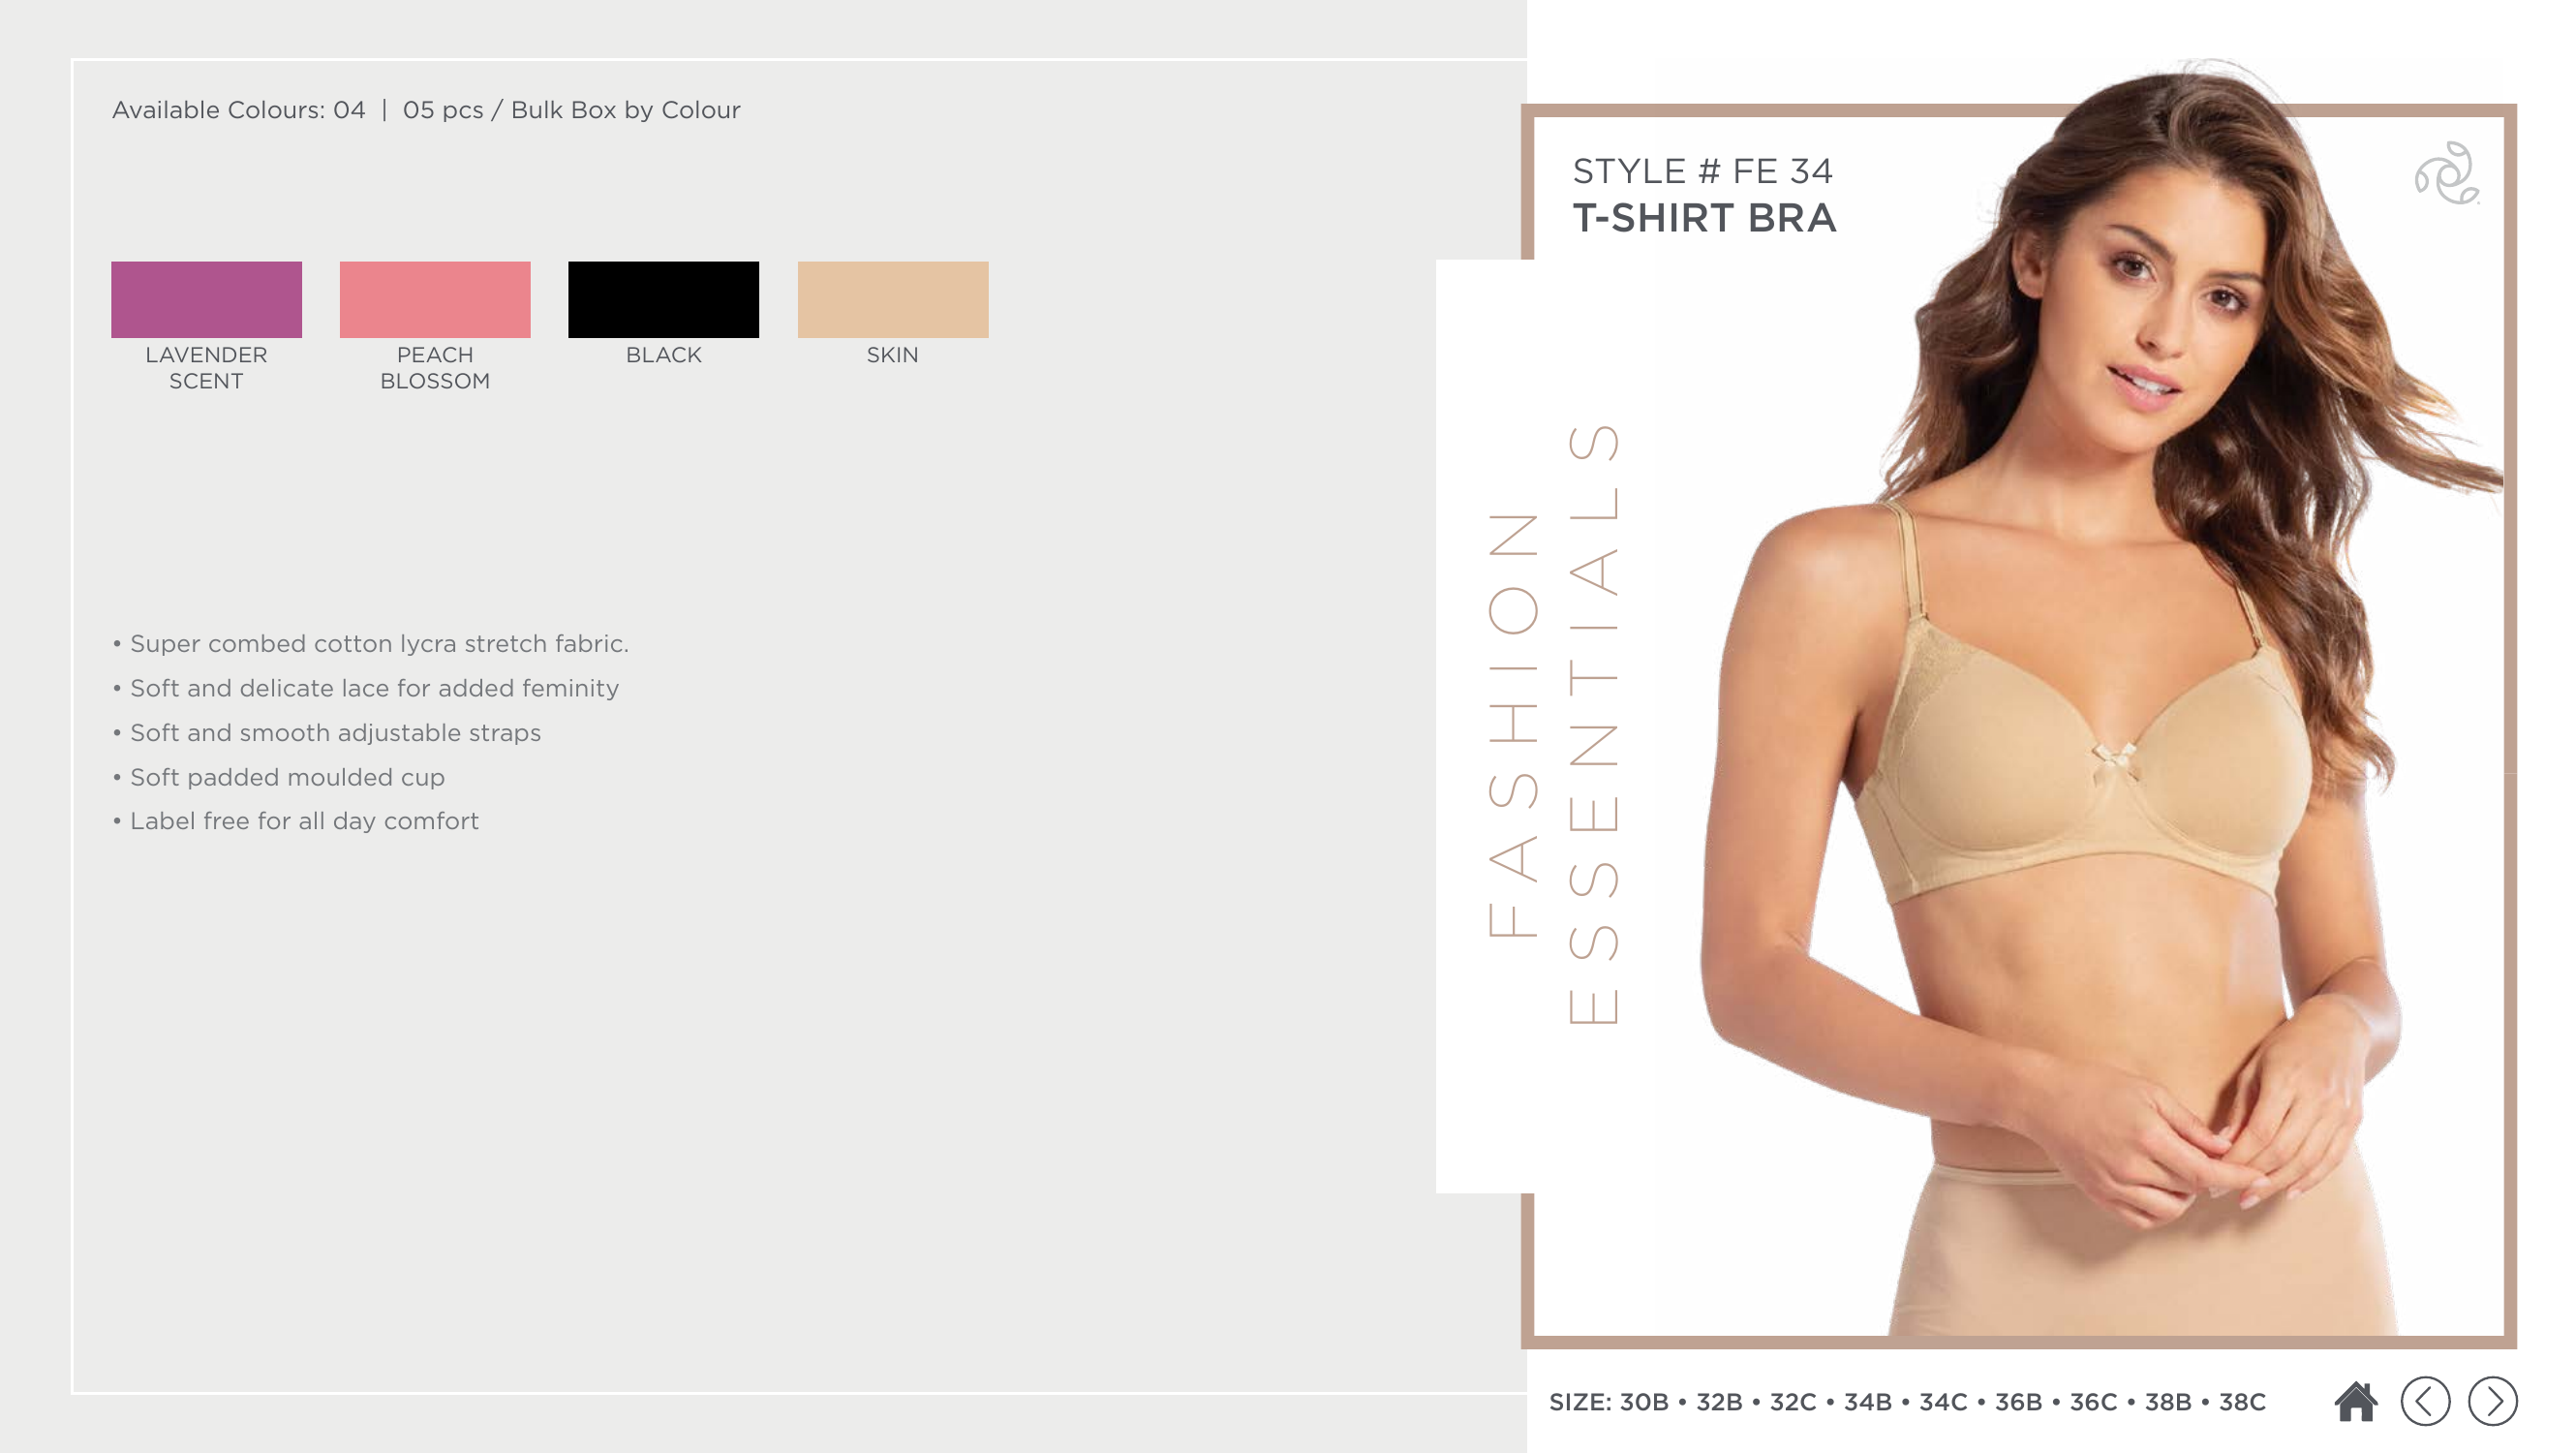 Available Colours: 04 | 05 pcs / Bulk Box by Colour
LAVENDER
SCENT
PEACH
BLOSSOM
BLACK
SKIN
• Super combed cotton lycra stretch fabric.
• Soft and delicate lace for added feminity
• Soft and smooth adjustable straps
• Soft padded moulded cup
• Label free for all day comfort
STYLE # FE 34
T-SHIRT BRA
FASHION
ESSENTIALS
SIZE: 30B • 32B • 32C • 34B • 34C • 36B • 36C • 38B • 38C